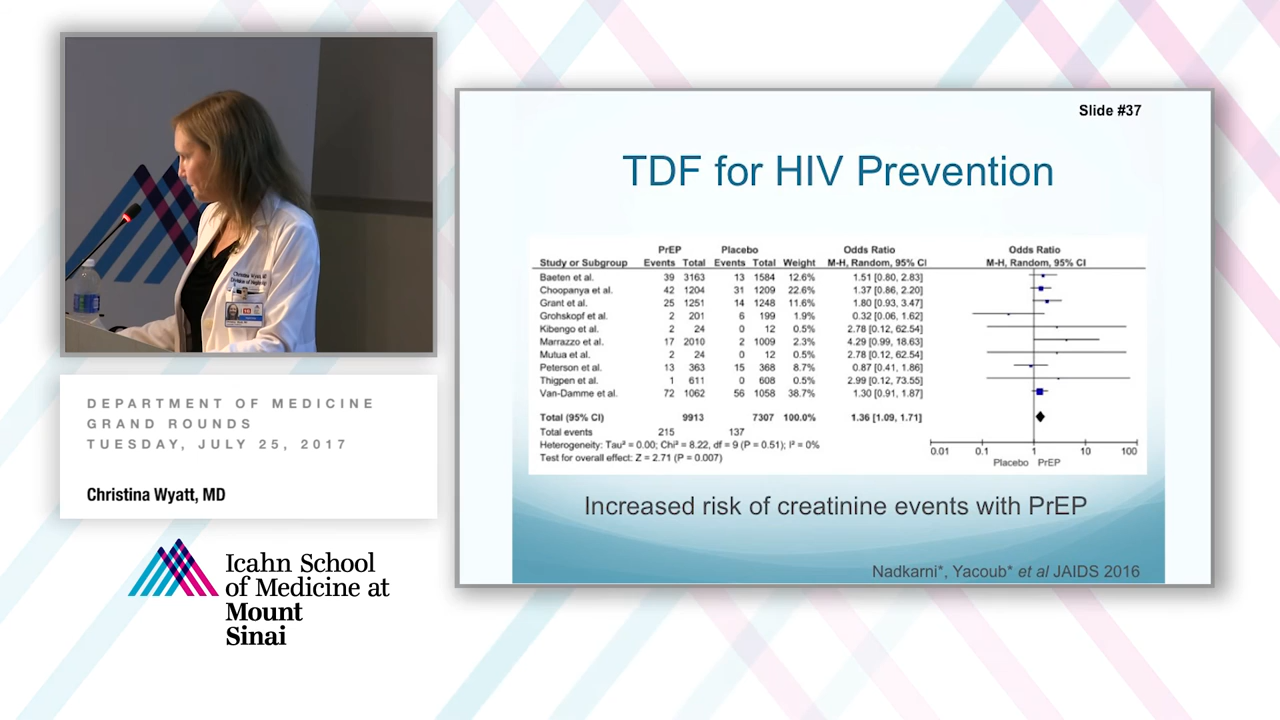 Christina Wyatt, MD
DEPARTMENT OF MEDICINE
GRAND ROUNDS
TUESDAY, JULY 25, 2017
Christina Wyatt, MD
Icahn School
of Medicine at
Mount
Sinai
Slide #37
TDF for HIV Prevention
PrEP Placebo Odds Ratio Odds Ratio
Study or Subgroup Events Total Events Total Weight M-H, Random, 95% CI M-H, Random, 95% CI
Baeten et al. 39 3163 13 1584 12.6% 1.51 [0.80, 2.83]
Choopanya et al. 42 1204 31 1209 22.6% 1.37 [0.86, 2.20]
Grant et al. 25 1251 14 1248 11.6% 1.80 [0.93, 3.47]
Grohskopf et al. 2 201 6 199 1.9% 0.32 [0.06, 1.62]
Kibengo et al. 2 24 0 12 0.5% 2.78 [0.12, 62.54]
Marrazzo et al. 17 2010 2 1009 2.3% 4.29 [0.99, 18.63]
Mutua et al. 2 24 0 12 0.5% 2.78 [0.12, 62.54]
Peterson et al. 13 363 15 368 8.7% 0.87 [0.41, 1.86]
Thigpen et al. 1 611 0 608 0.5% 2.99 [0.12, 73.55]
Van-Damme et al. 72 1062 56 1058 38.7% 1.30 [0.91, 1.87]
Total (95% CI) 9913 7307 100.0% 1.36 [1.09, 1.71]
Total events 215 137
Heterogeneity: Tau² = 0.00; Chi² = 8.22, df = 9 (P = 0.51); I² = 0%
Test for overall effect: Z = 2.71 (P = 0.007)
0.01 0.1 1 10 100
Placebo PrEP
Increased risk of creatinine events with PrEP
Nadkarni*, Yacoub* et al JAIDS 2016